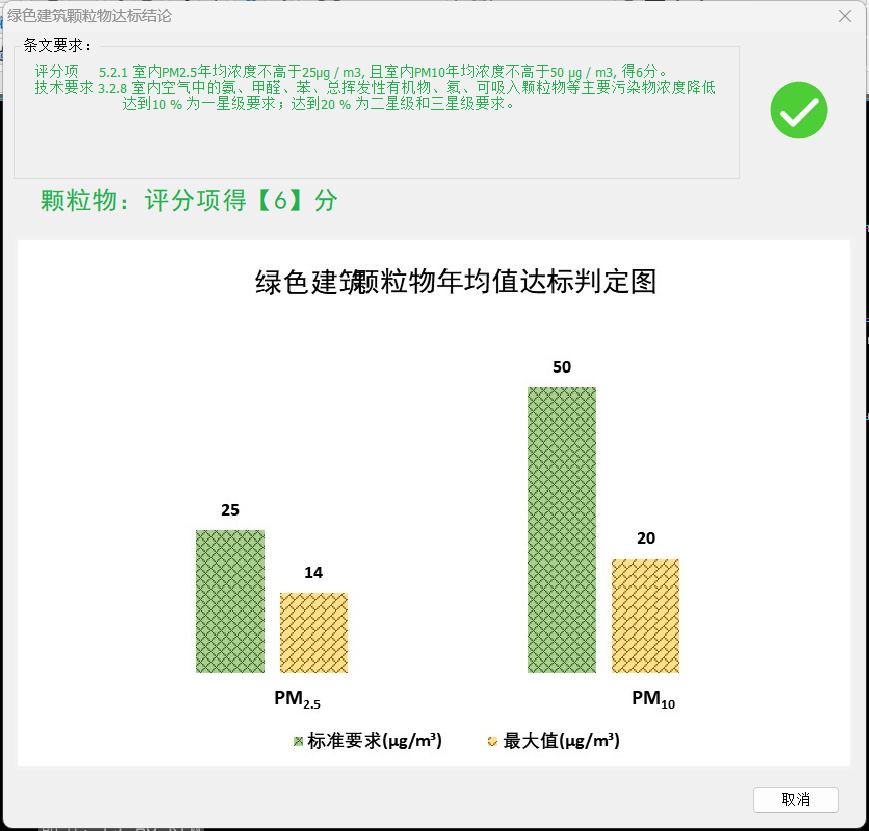 绿色建筑颗粒物达标结论
条文要求：
评分项 5.2.1 室内PM2.5年均浓度不高于25μg / m3, 且室内PM10年均浓度不高于50 μg / m3, 得6分。
技术要求 3.2.8 室内空气中的氨、甲醛、苯、总挥发性有机物、氡、可吸入颗粒物等主要污染物浓度降低
达到10 % 为一星级要求；达到20 % 为二星级和三星级要求。
颗粒物：评分项得【6】分
绿色建筑颗粒物年均值达标判定图
50
25
20
14
PM2.5
PM10
标准要求(μg/m³)
最大值(μg/m³)
取消